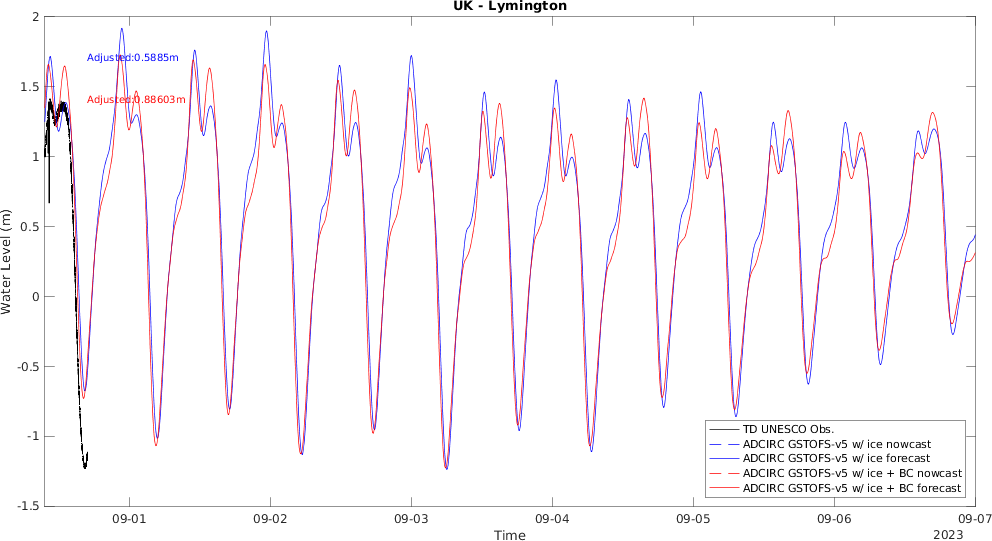 UK - Lymington
2
1.5
1
0.5
0
-0.5
-1
-1.5
Water Level (m)
Adjusted:0.5885m
Adjusted:0.88603m
TD UNESCO Obs.
ADCIRC GSTOFS-v5 w/ ice nowcast
ADCIRC GSTOFS-v5 w/ ice forecast
ADCIRC GSTOFS-v5 w/ ice + BC nowcast
ADCIRC GSTOFS-v5 w/ ice + BC forecast
09-01 09-02 09-03 09-04 09-05 09-06 09-07
Time
2023